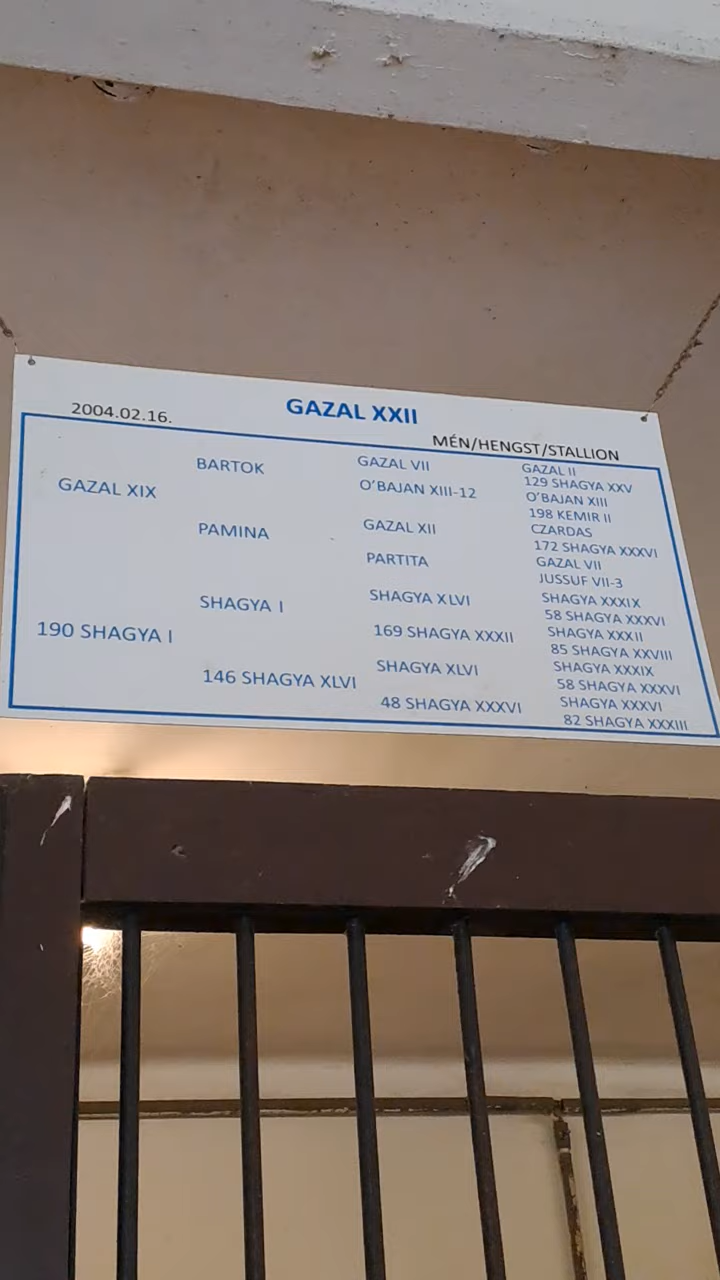 GAZAL XXII
2004.02.16.
MÉN/HENGST/STALLION
GAZAL XIX
BARTOK
GAZAL VII
GAZAL II
129 SHAGYA XXV
O'BAJAN XIII-12
O'BAJAN XIII
198 KEMIR II
PAMINA
GAZAL XII
CZARDAS
172 SHAGYA XXXVI
PARTITA
GAZAL VII
JUSSUF VII-3
190 SHAGYA I
SHAGYA I
SHAGYA XLVI
SHAGYA XXXIX
58 SHAGYA XXXVI
169 SHAGYA XXXII
SHAGYA XXXII
85 SHAGYA XXVIII
146 SHAGYA XLVI
SHAGYA XLVI
SHAGYA XXXIX
58 SHAGYA XXXVI
48 SHAGYA XXXVI
SHAGYA XXXVI
82 SHAGYA XXXIII